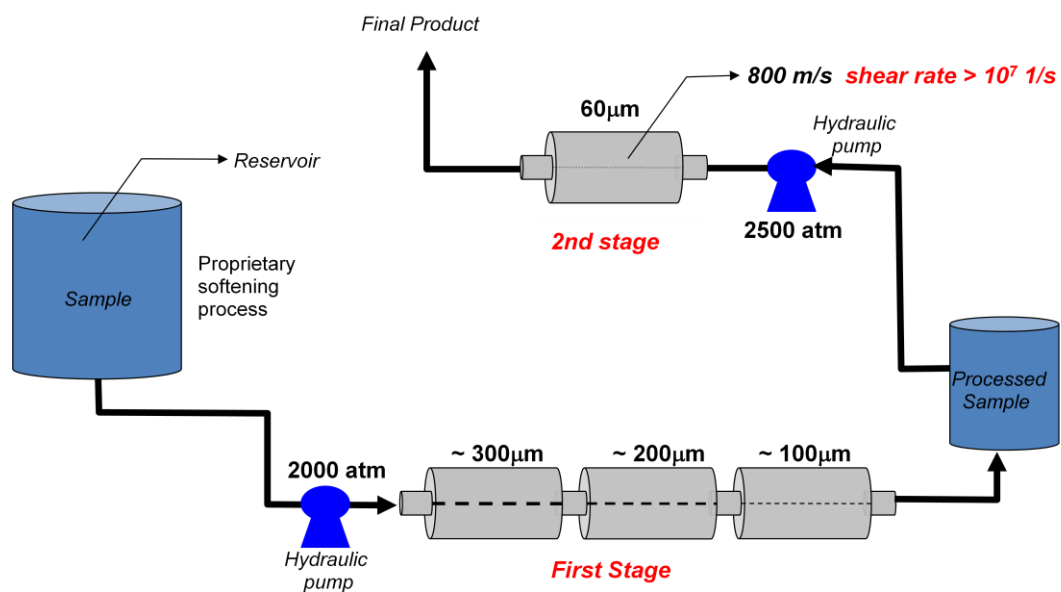 Final Product
800 m/s shear rate > 10⁷ 1/s
60μm
Hydraulic
pump
Reservoir
2500 atm
2nd stage
Proprietary
softening
process
Sample
Processed
Sample
2000 atm
~ 300μm
~ 200μm
~ 100μm
Hydraulic
pump
First Stage